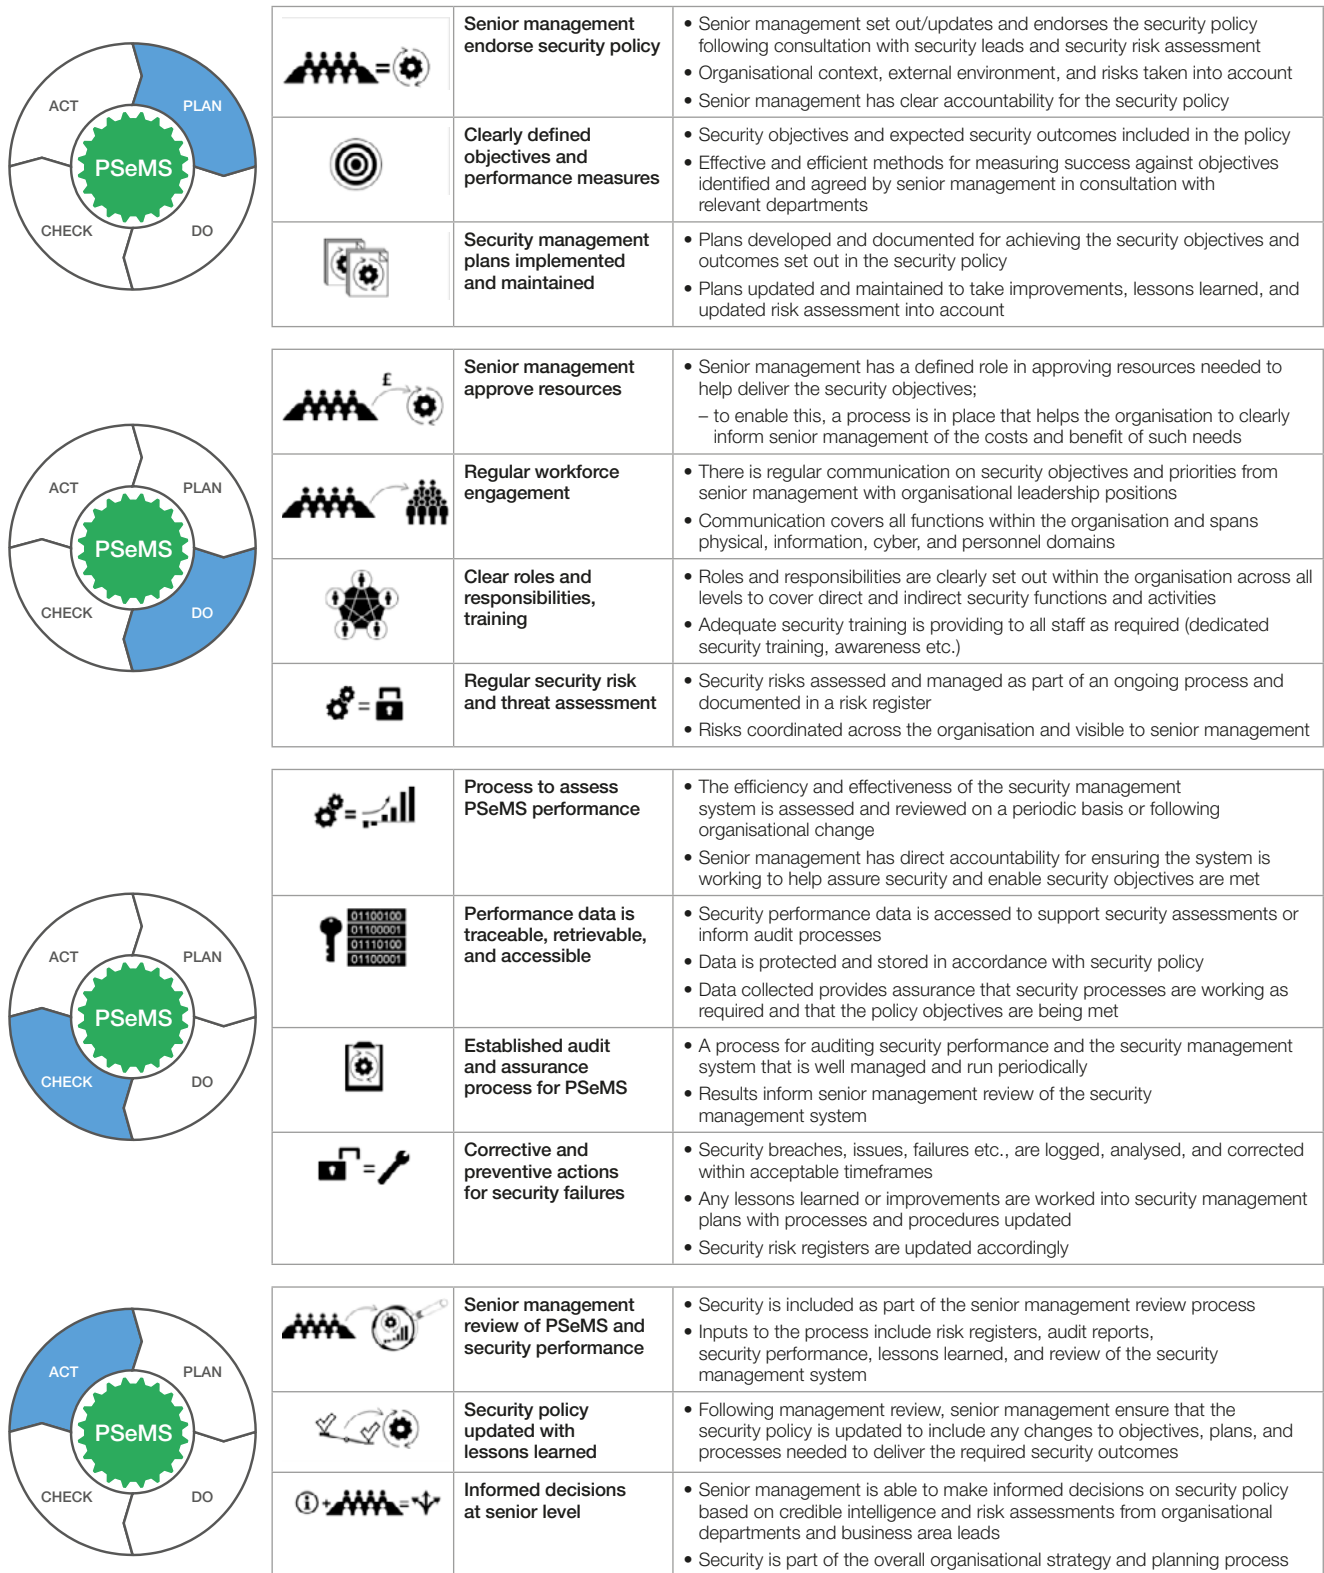 ACT
PLAN
PSeMS
CHECK
DO
Senior management
endorse security policy
• Senior management set out/updates and endorses the security policy
following consultation with security leads and security risk assessment
• Organisational context, external environment, and risks taken into account
• Senior management has clear accountability for the security policy
Clearly defined
objectives and
performance measures
• Security objectives and expected security outcomes included in the policy
• Effective and efficient methods for measuring success against objectives
identified and agreed by senior management in consultation with
relevant departments
Security management
plans implemented
and maintained
• Plans developed and documented for achieving the security objectives and
outcomes set out in the security policy
• Plans updated and maintained to take improvements, lessons learned, and
updated risk assessment into account
ACT
PLAN
PSeMS
CHECK
DO
£
Senior management
approve resources
• Senior management has a defined role in approving resources needed to
help deliver the security objectives;
– to enable this, a process is in place that helps the organisation to clearly
inform senior management of the costs and benefit of such needs
Regular workforce
engagement
• There is regular communication on security objectives and priorities from
senior management with organisational leadership positions
• Communication covers all functions within the organisation and spans
physical, information, cyber, and personnel domains
Clear roles and
responsibilities,
training
• Roles and responsibilities are clearly set out within the organisation across all
levels to cover direct and indirect security functions and activities
• Adequate security training is providing to all staff as required (dedicated
security training, awareness etc.)
Regular security risk
and threat assessment
• Security risks assessed and managed as part of an ongoing process and
documented in a risk register
• Risks coordinated across the organisation and visible to senior management
ACT
PLAN
PSeMS
CHECK
DO
Process to assess
PSeMS performance
• The efficiency and effectiveness of the security management
system is assessed and reviewed on a periodic basis or following
organisational change
• Senior management has direct accountability for ensuring the system is
working to help assure security and enable security objectives are met
01100100
01100001
01110100
01100001
Performance data is
traceable, retrievable,
and accessible
• Security performance data is accessed to support security assessments or
inform audit processes
• Data is protected and stored in accordance with security policy
• Data collected provides assurance that security processes are working as
required and that the policy objectives are being met
Established audit
and assurance
process for PSeMS
• A process for auditing security performance and the security management
system that is well managed and run periodically
• Results inform senior management review of the security
management system
Corrective and
preventive actions
for security failures
• Security breaches, issues, failures etc., are logged, analysed, and corrected
within acceptable timeframes
• Any lessons learned or improvements are worked into security management
plans with processes and procedures updated
• Security risk registers are updated accordingly
ACT
PLAN
PSeMS
CHECK
DO
Senior management
review of PSeMS and
security performance
• Security is included as part of the senior management review process
• Inputs to the process include risk registers, audit reports,
security performance, lessons learned, and review of the security
management system
Security policy
updated with
lessons learned
• Following management review, senior management ensure that the
security policy is updated to include any changes to objectives, plans, and
processes needed to deliver the required security outcomes
Informed decisions
at senior level
• Senior management is able to make informed decisions on security policy
based on credible intelligence and risk assessments from organisational
departments and business area leads
• Security is part of the overall organisational strategy and planning process